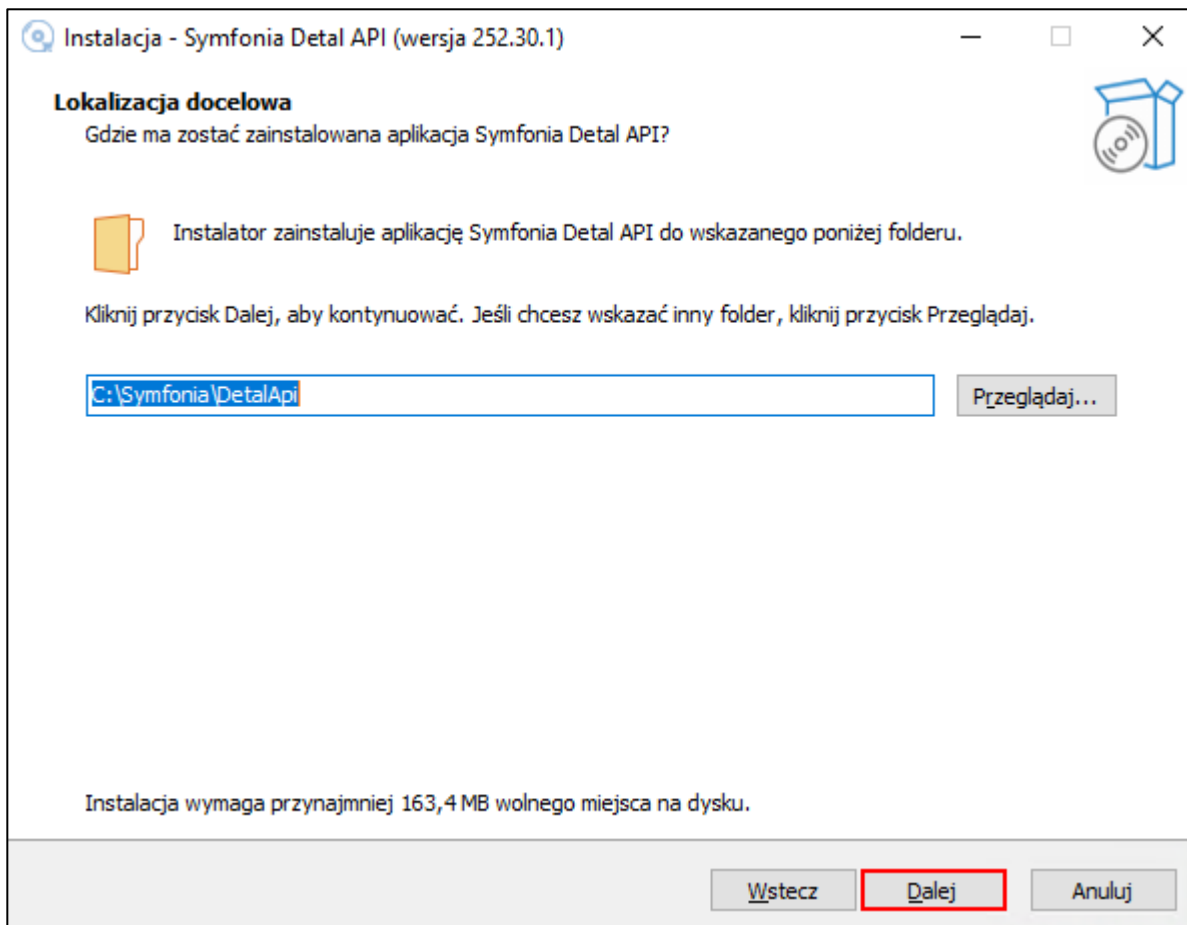 Instalacja - Symfonia Detal API (wersja 252.30.1)
Lokalizacja docelowa
Gdzie ma zostać zainstalowana aplikacja Symfonia Detal API?
Instalator zainstaluje aplikację Symfonia Detal API do wskazanego poniżej folderu.
Kliknij przycisk Dalej, aby kontynuować. Jeśli chcesz wskazać inny folder, kliknij przycisk Przeglądaj.
C:\Symfonia\DetalApi
Przeglądaj...
Instalacja wymaga przynajmniej 163,4 MB wolnego miejsca na dysku.
Wstecz Dalej Anuluj